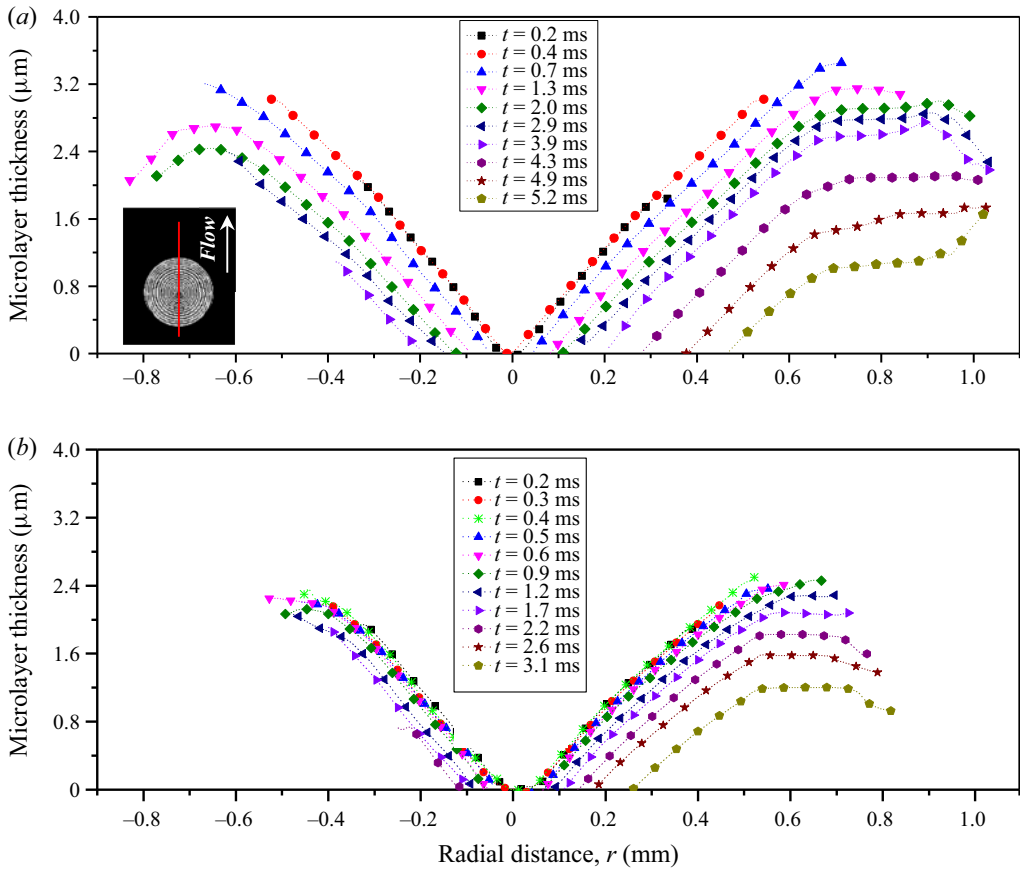 (a)
4.0
3.2
2.4
1.6
0.8
0
Microlayer thickness (μm)
t = 0.2 ms
t = 0.4 ms
t = 0.7 ms
t = 1.3 ms
t = 2.0 ms
t = 2.9 ms
t = 3.9 ms
t = 4.3 ms
t = 4.9 ms
t = 5.2 ms
Flow
–0.8 –0.6 –0.4 –0.2 0 0.2 0.4 0.6 0.8 1.0
(b)
4.0
3.2
2.4
1.6
0.8
0
Microlayer thickness (μm)
t = 0.2 ms
t = 0.3 ms
t = 0.4 ms
t = 0.5 ms
t = 0.6 ms
t = 0.9 ms
t = 1.2 ms
t = 1.7 ms
t = 2.2 ms
t = 2.6 ms
t = 3.1 ms
–0.8 –0.6 –0.4 –0.2 0 0.2 0.4 0.6 0.8 1.0
Radial distance, r (mm)